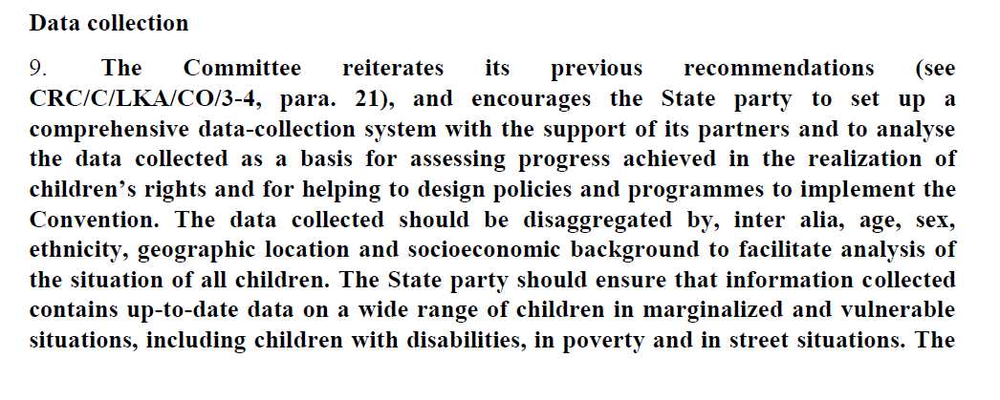 Data collection
9. The Committee reiterates its previous recommendations (see
CRC/C/LKA/CO/3-4, para. 21), and encourages the State party to set up a
comprehensive data-collection system with the support of its partners and to analyse
the data collected as a basis for assessing progress achieved in the realization of
children’s rights and for helping to design policies and programmes to implement the
Convention. The data collected should be disaggregated by, inter alia, age, sex,
ethnicity, geographic location and socioeconomic background to facilitate analysis of
the situation of all children. The State party should ensure that information collected
contains up-to-date data on a wide range of children in marginalized and vulnerable
situations, including children with disabilities, in poverty and in street situations. The